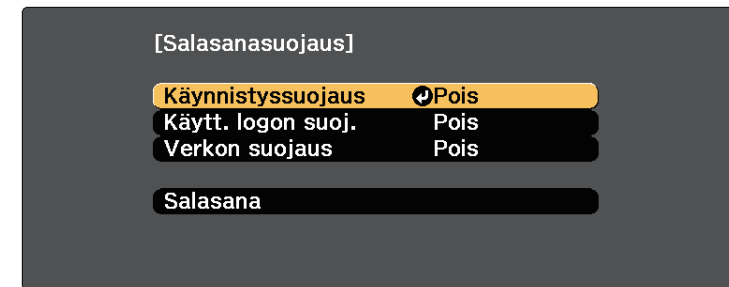 [Salasanasuojaus]
Käynnistyssuojaus Pois
Käytt. logon suoj. Pois
Verkon suojaus Pois
Salasana